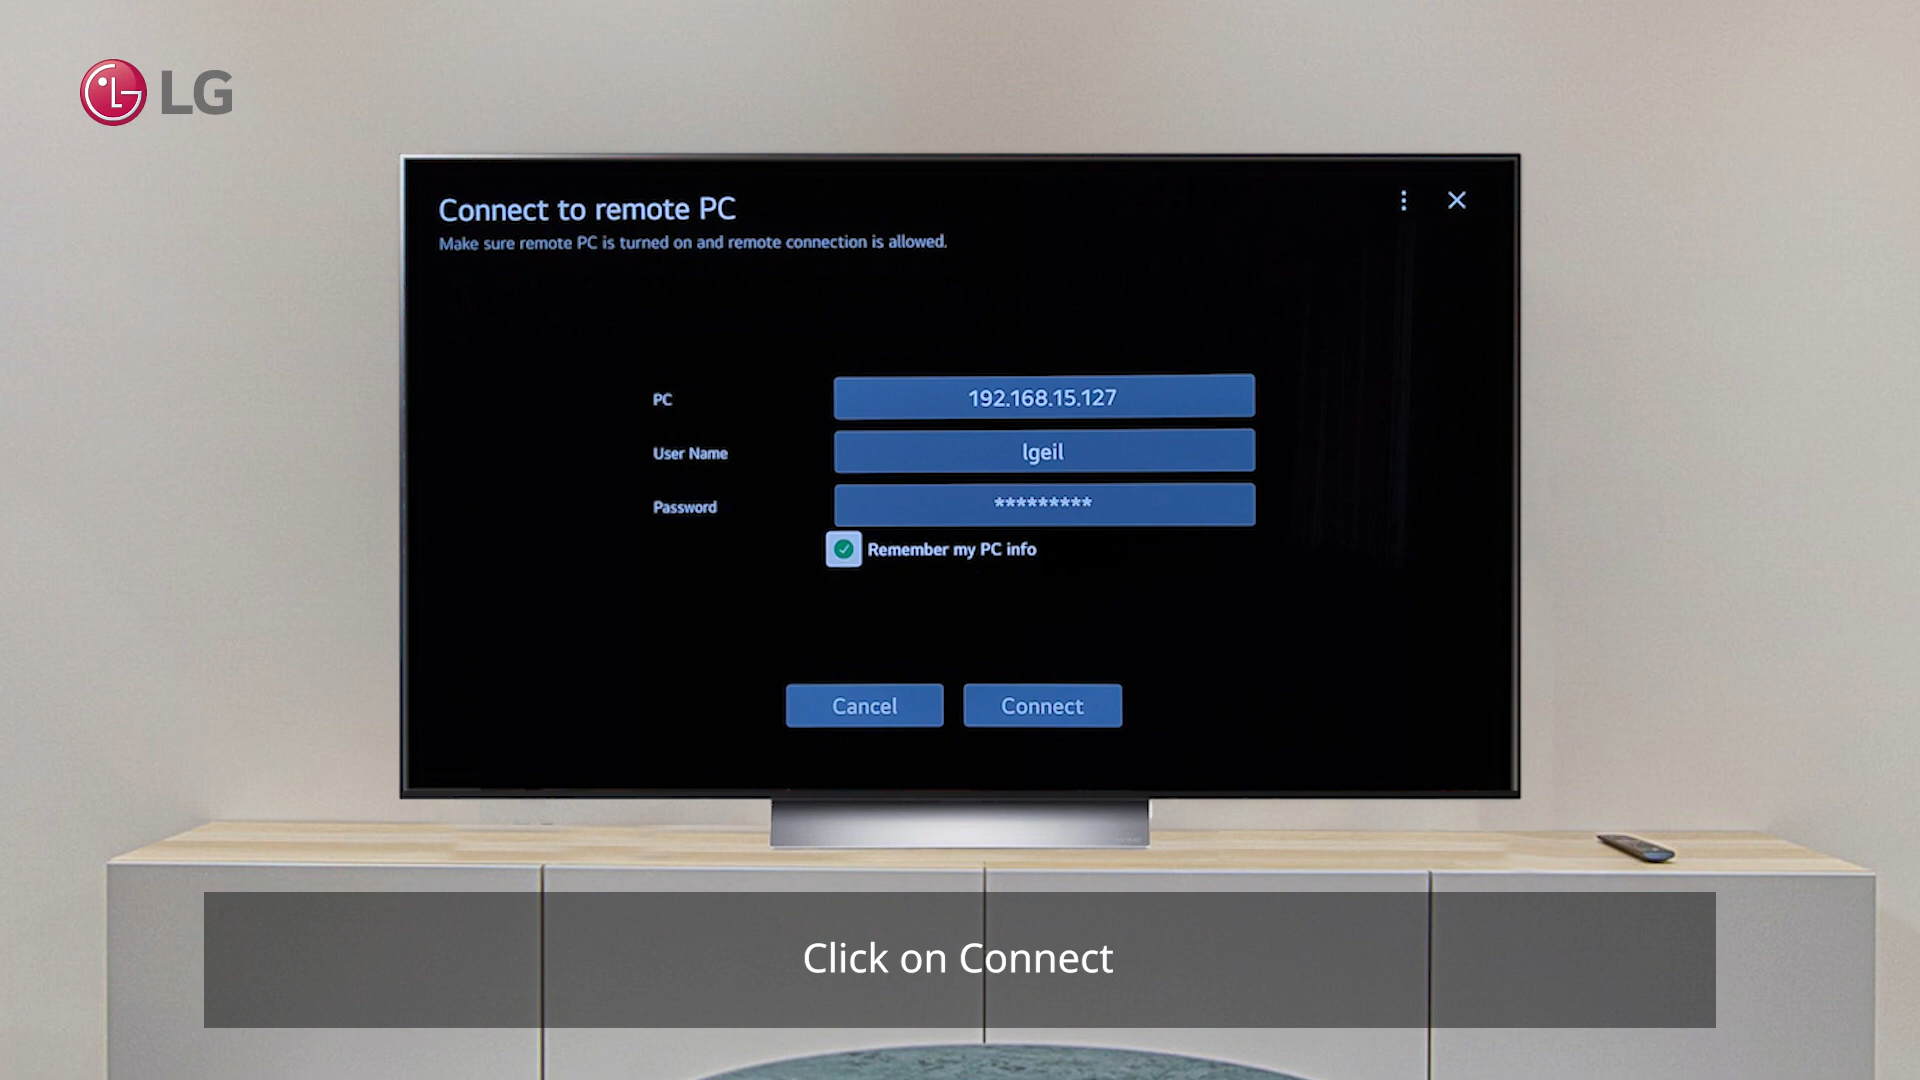 LG
Connect to remote PC
Make sure remote PC is turned on and remote connection is allowed.
PC
192.168.15.127
User Name
lgeil
Password
*********
Remember my PC info
Cancel
Connect
Click on Connect